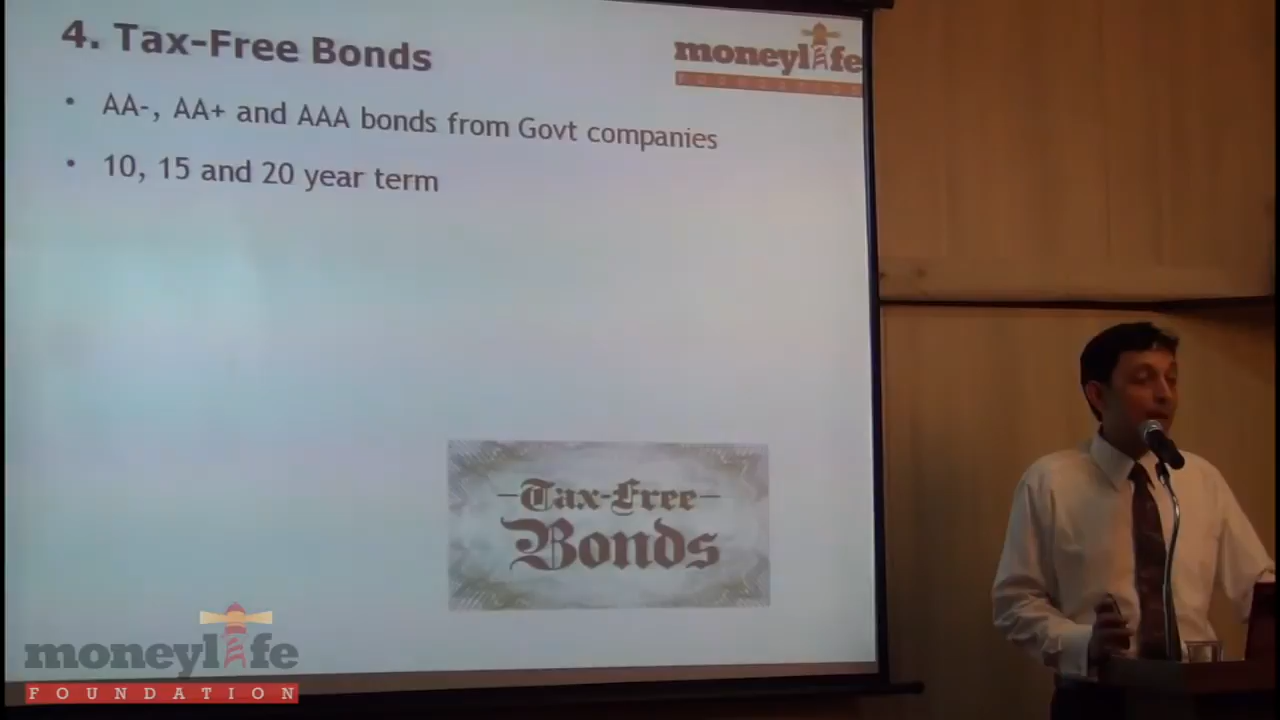 4. Tax-Free Bonds
moneylife
FOUNDATION
• AA-, AA+ and AAA bonds from Govt companies
• 10, 15 and 20 year term
-Tax-Free-
Bonds
moneylife
FOUNDATION